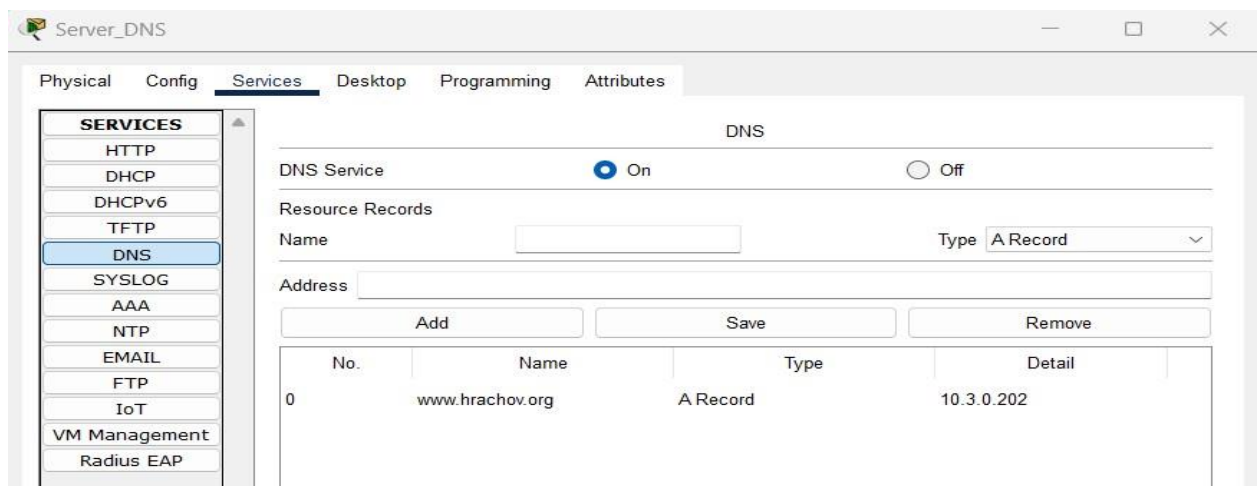 Server_DNS
Physical Config Services Desktop Programming Attributes
SERVICES
HTTP
DHCP
DHCPv6
TFTP
DNS
SYSLOG
AAA
NTP
EMAIL
FTP
IoT
VM Management
Radius EAP
DNS
DNS Service On Off
Resource Records
Name Type A Record
Address
Add Save Remove
No. Name Type Detail
0 www.hrachov.org A Record 10.3.0.202